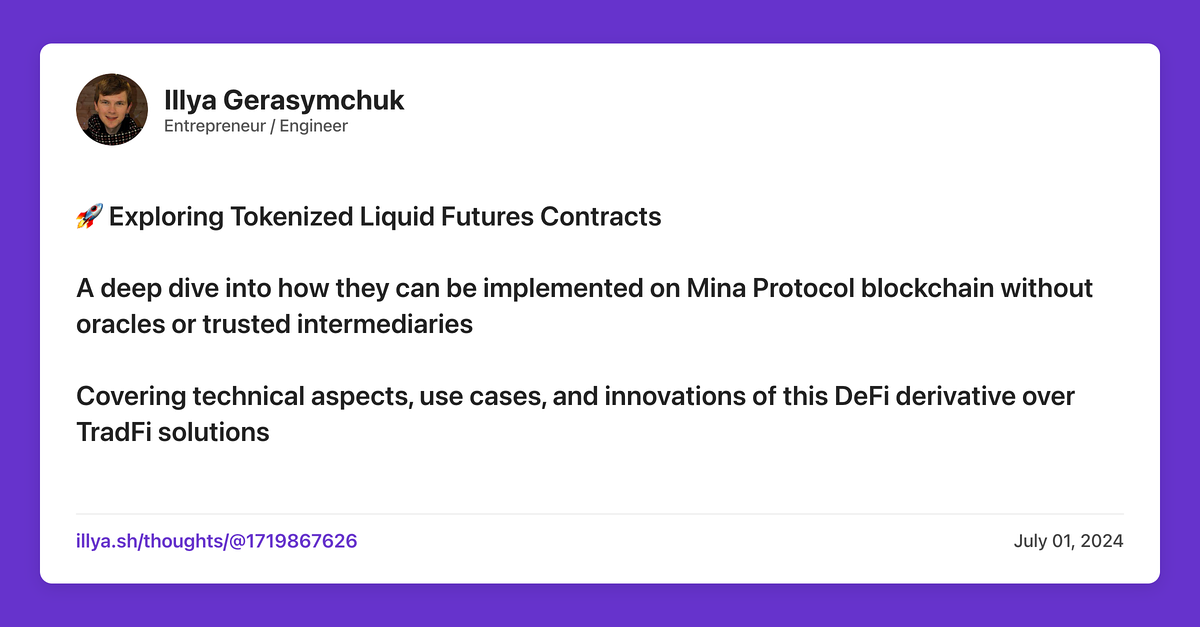 Illya Gerasymchuk
Entrepreneur / Engineer
🚀 Exploring Tokenized Liquid Futures Contracts
A deep dive into how they can be implemented on Mina Protocol blockchain without
oracles or trusted intermediaries
Covering technical aspects, use cases, and innovations of this DeFi derivative over
TradFi solutions
illya.sh/thoughts/@1719867626
July 01, 2024